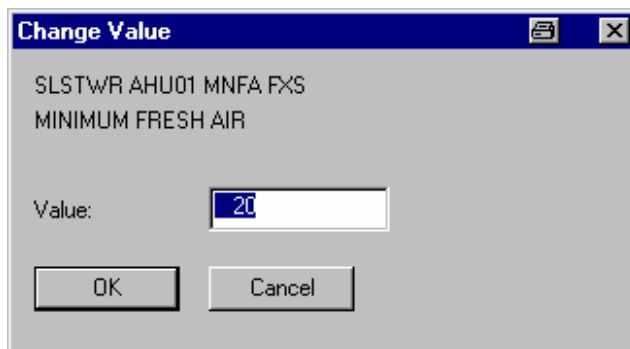 Change Value
SLSTWR AHU01 MNFA FXS
MINIMUM FRESH AIR
Value: 20
OK Cancel